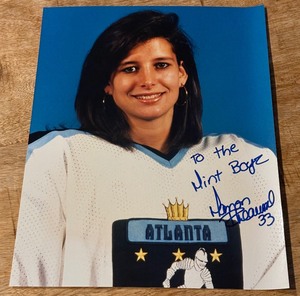 To the
Mint Boyz
33
ATLANTA